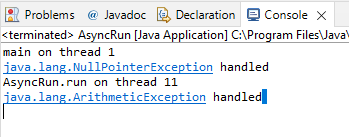 Problems @ Javadoc Declaration Console
<terminated> AsyncRun [Java Application] C:\Program Files\Java\
main on thread 1
java.lang.NullPointerException handled
AsyncRun.run on thread 11
java.lang.ArithmeticException handled